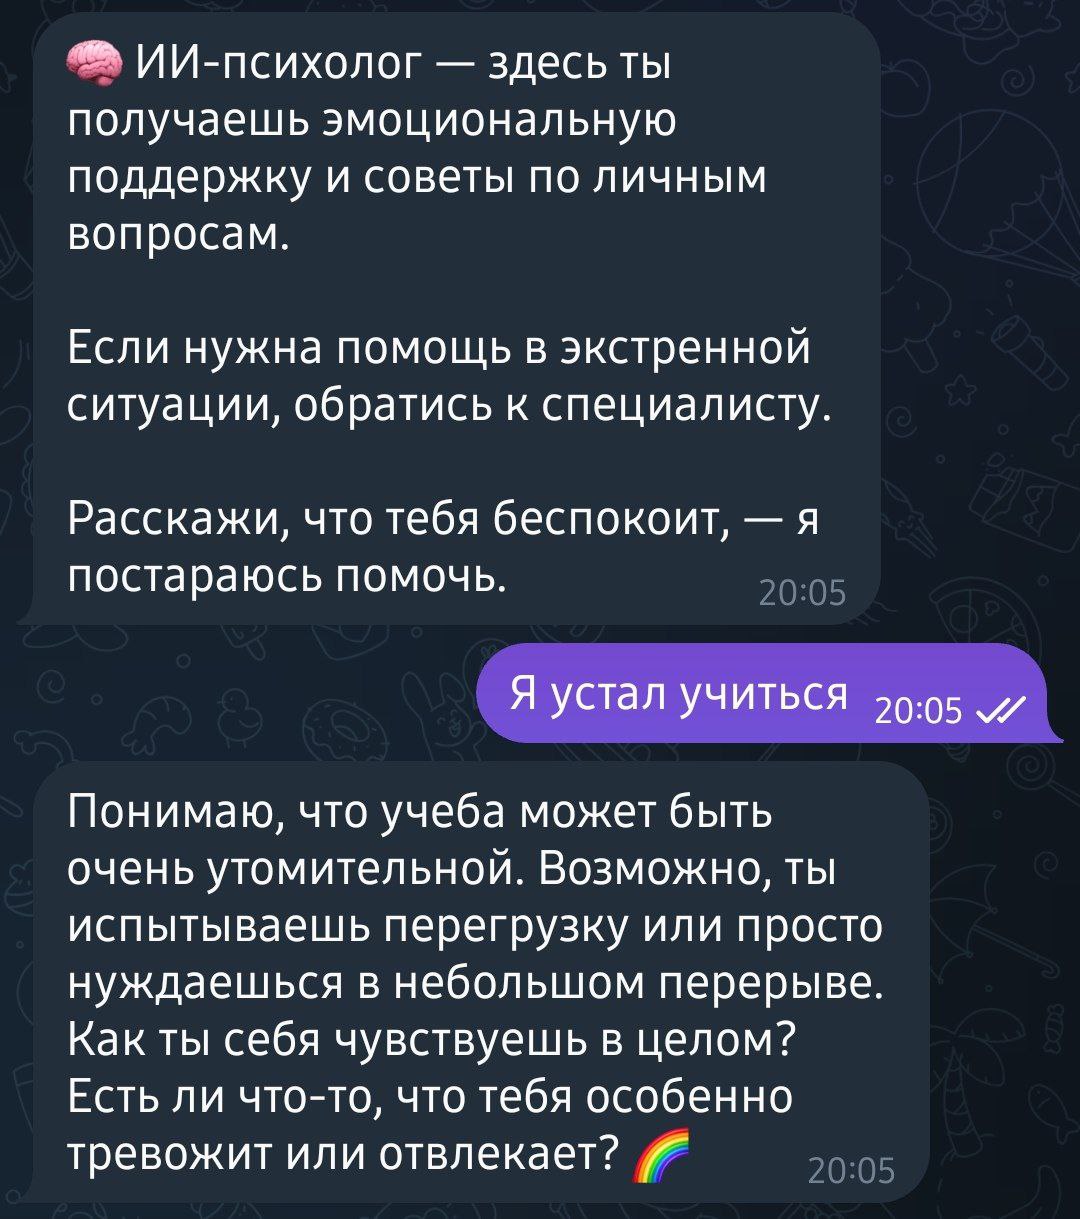 🧠 ИИ-психолог — здесь ты
получаешь эмоциональную
поддержку и советы по личным
вопросам.
Если нужна помощь в экстренной
ситуации, обратись к специалисту.
Расскажи, что тебя беспокоит, — я
постараюсь помочь.
20:05
Я устал учиться 20:05
Понимаю, что учеба может быть
очень утомительной. Возможно, ты
испытываешь перегрузку или просто
нуждаешься в небольшом перерыве.
Как ты себя чувствуешь в целом?
Есть ли что-то, что тебя особенно
тревожит или отвлекает? 🌈
20:05